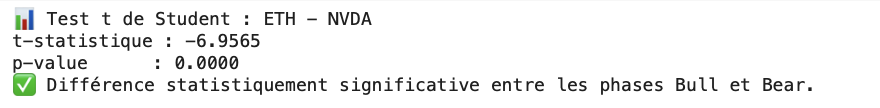 📊 Test t de Student : ETH – NVDA
t-statistique : -6.9565
p-value      : 0.0000
✅ Différence statistiquement significative entre les phases Bull et Bear.